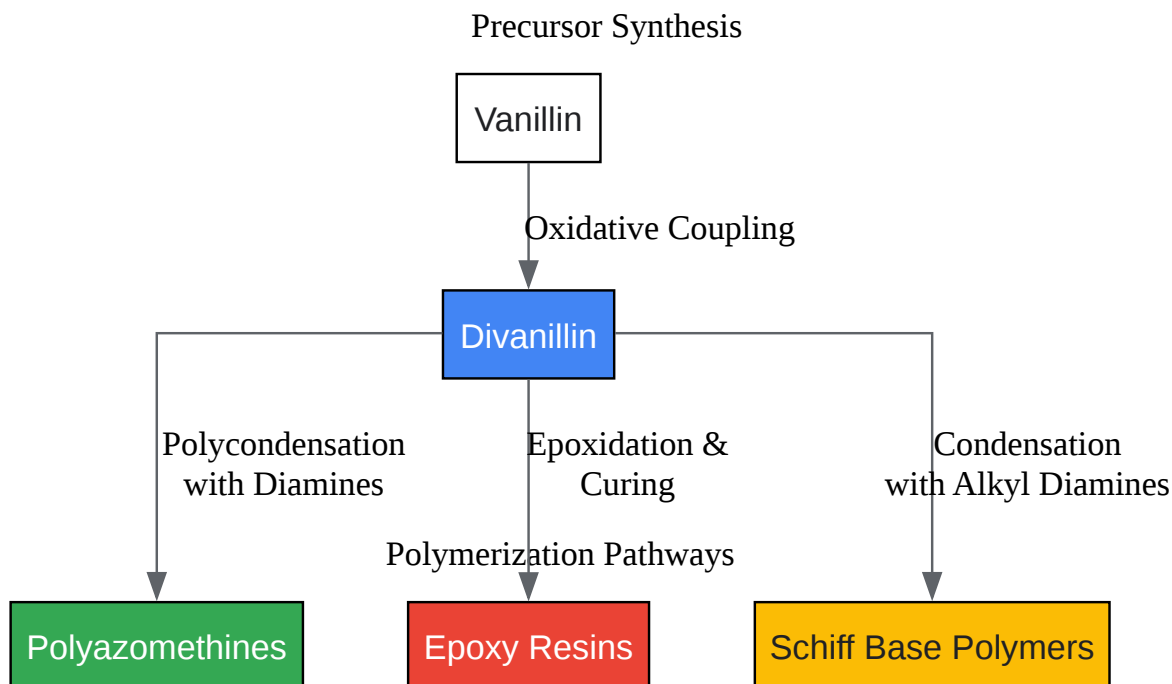 Precursor Synthesis
Vanillin
Oxidative Coupling
Divanillin
Polycondensation
with Diamines
Epoxidation &
Curing
Condensation
with Alkyl Diamines
Polymerization Pathways
Polyazomethines
Epoxy Resins
Schiff Base Polymers